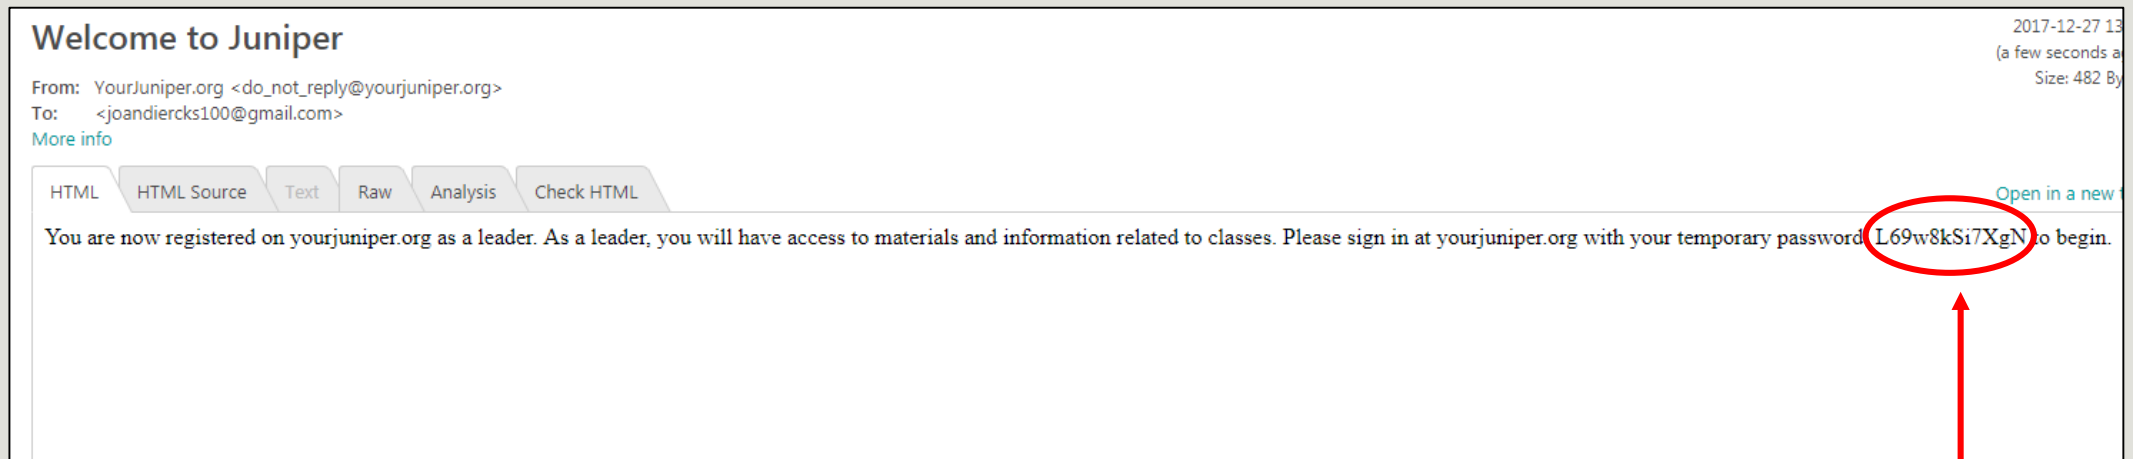 Welcome to Juniper
2017-12-27 13
(a few seconds a
Size: 482 By
From: YourJuniper.org <do_not_reply@yourjuniper.org>
To: <joandiercks100@gmail.com>
More info
HTML HTML Source Text Raw Analysis Check HTML
Open in a new t
You are now registered on yourjuniper.org as a leader. As a leader, you will have access to materials and information related to classes. Please sign in at yourjuniper.org with your temporary password L69w8kSi7XgN to begin.